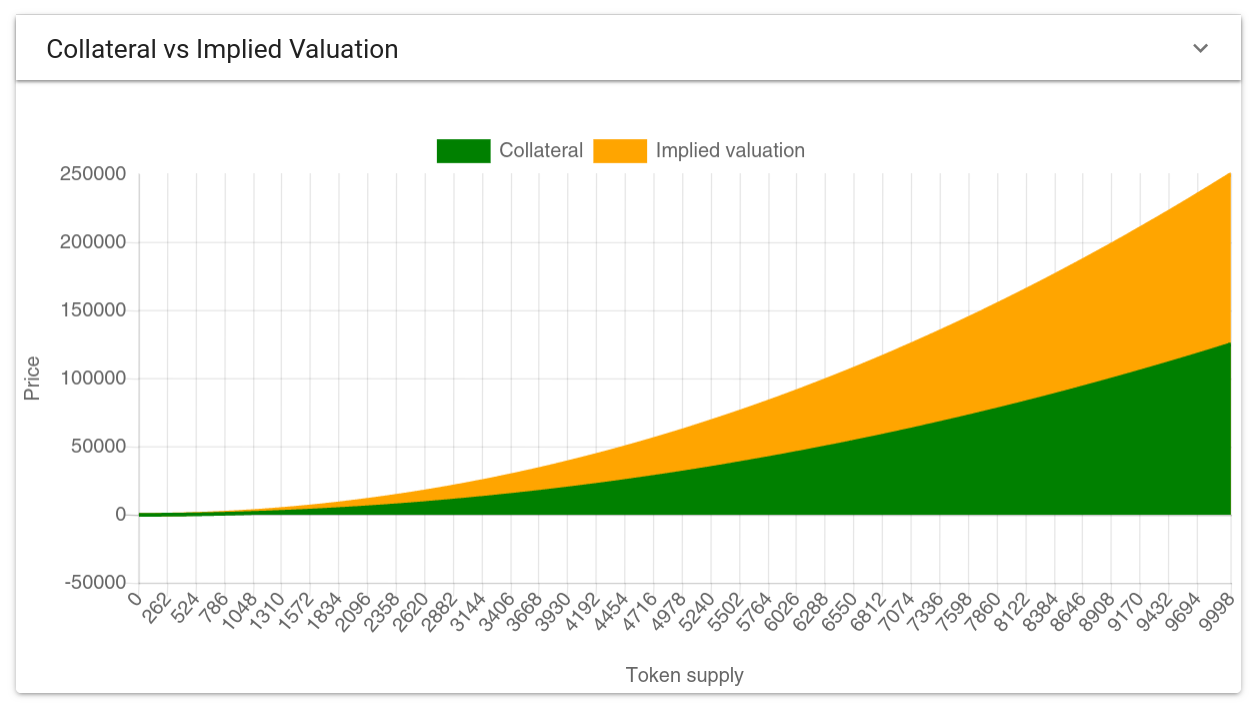 Collateral vs Implied Valuation
Collateral Implied valuation
250000
200000
150000
100000
50000
0
-50000
Price
0 262 524 786 1048 1310 1572 1834 2096 2358 2620 2882 3144 3406 3668 3930 4192 4454 4716 4978 5240 5502 5764 6026 6288 6550 6812 7074 7336 7598 7860 8122 8384 8646 8908 9170 9432 9694 9998
Token supply